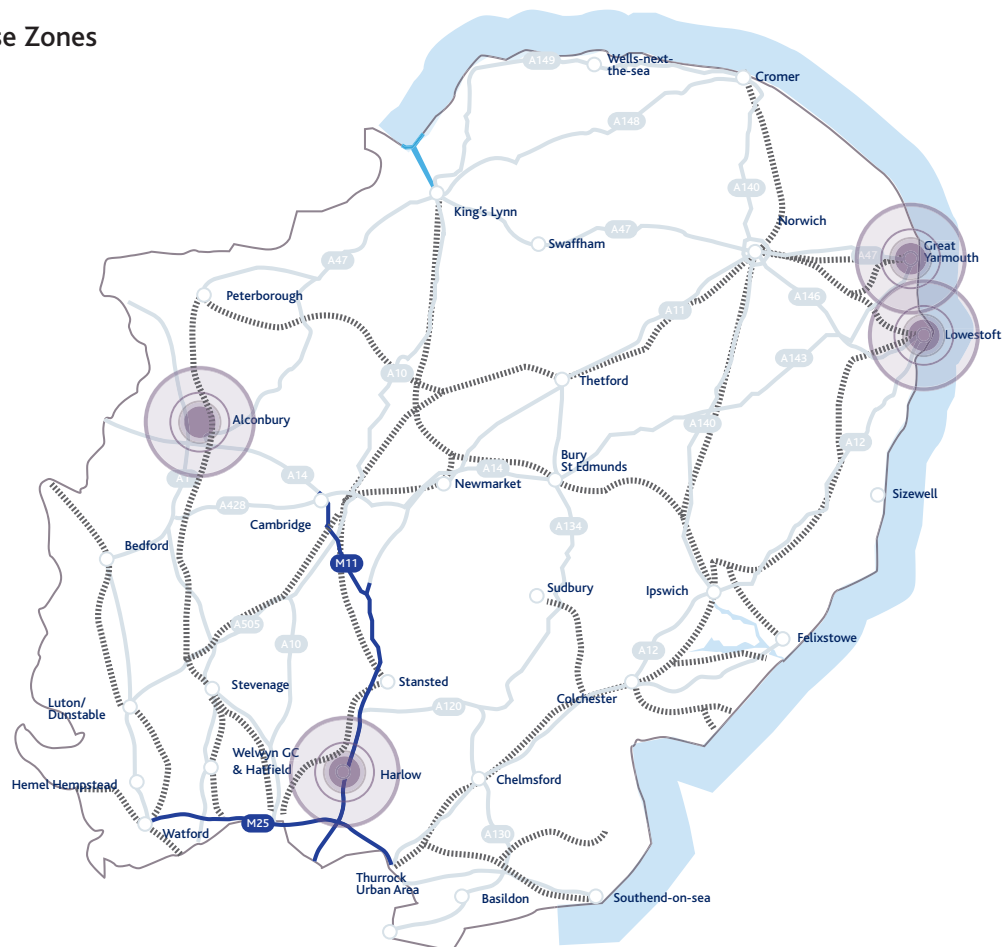 se Zones
A149
Wells-next-
the-sea
Cromer
A148
A140
King's Lynn
Norwich
Swaffham
A47
A47
Great
Yarmouth
A47
Peterborough
A146
A11
Lowestoft
A143
A10
Thetford
Alconbury
A140
A12
Bury
St Edmunds
A14
A14
Newmarket
A1
Sizewell
A428
Cambridge
A134
Bedford
M11
Sudbury
Ipswich
A505
A10
Felixstowe
A12
Stansted
Stevenage
Colchester
Luton/
Dunstable
A120
Welwyn GC
& Hatfield
Harlow
Chelmsford
Hemel Hempstead
M25
Watford
A130
Thurrock
Urban Area
Basildon
Southend-on-sea